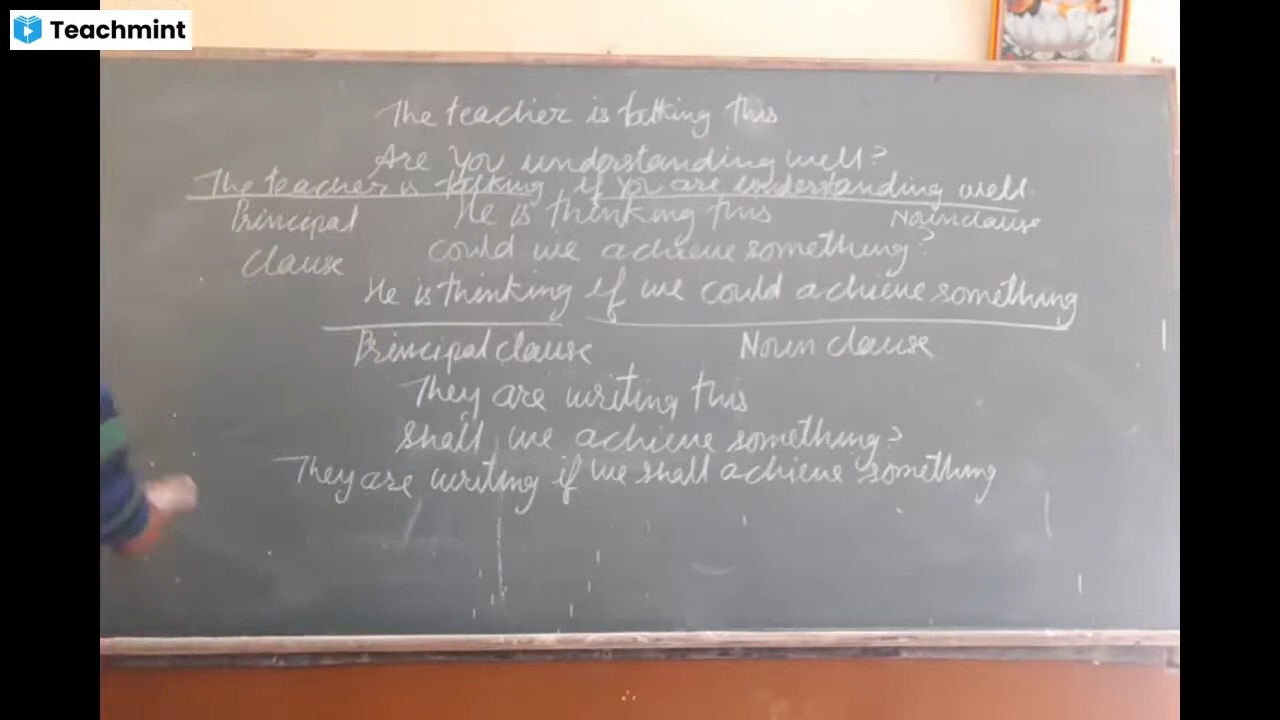 Teachmint
The teacher is talking this
Are You understanding well?
The teacher is talking if you are understanding well
Principal He is thinking this Noun clause
clause could we achieve something?
He is thinking if we could achieve something
Principal clause Noun clause
They are writing this
shall we achieve something?
They are writing if we shall achieve something